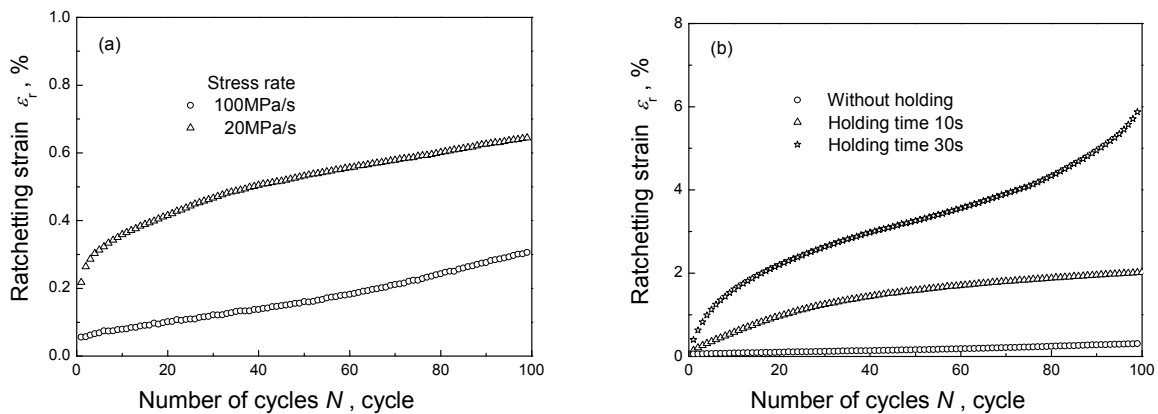 (a)
Stress rate
100MPa/s
20MPa/s
1.0
0.8
0.6
0.4
0.2
0.0
0
20
40
60
80
100
Ratchetting strain εr , %
Number of cycles N , cycle
(b)
Without holding
Holding time 10s
Holding time 30s
8
6
4
2
0
0
20
40
60
80
100
Ratchetting strain εr , %
Number of cycles N , cycle